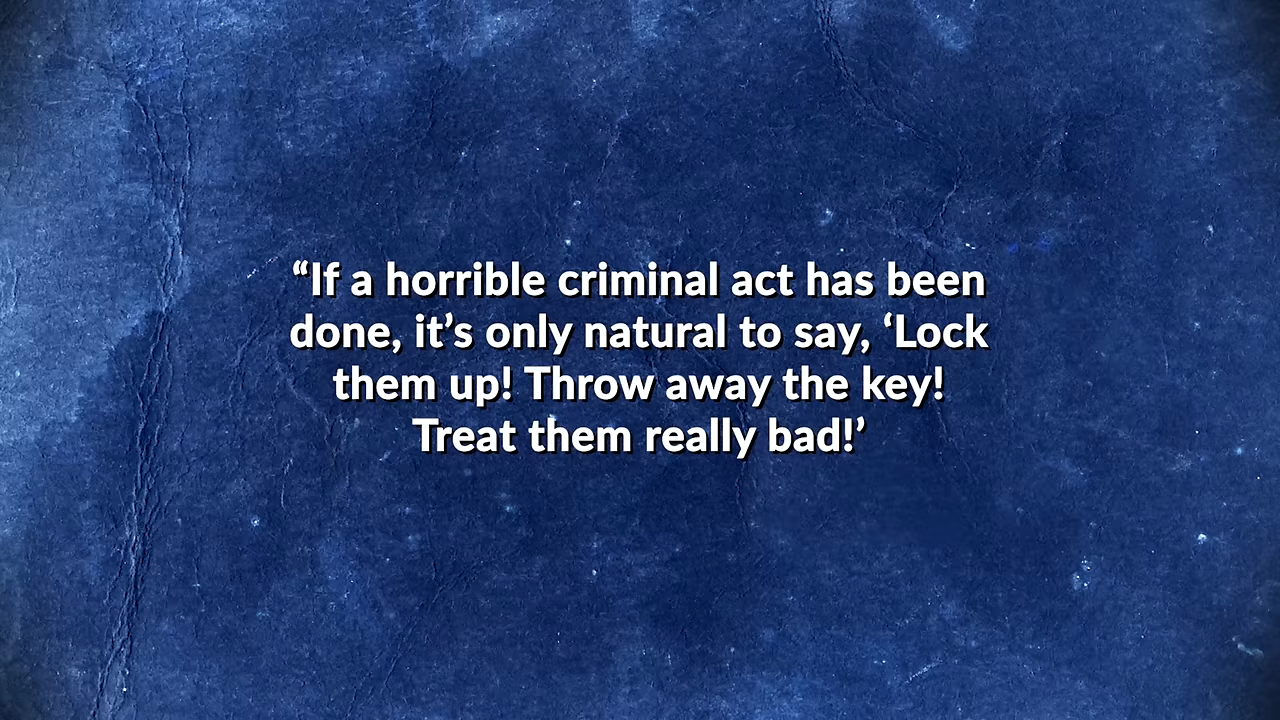 “If a horrible criminal act has been
done, it’s only natural to say, ‘Lock
them up! Throw away the key!
Treat them really bad!’